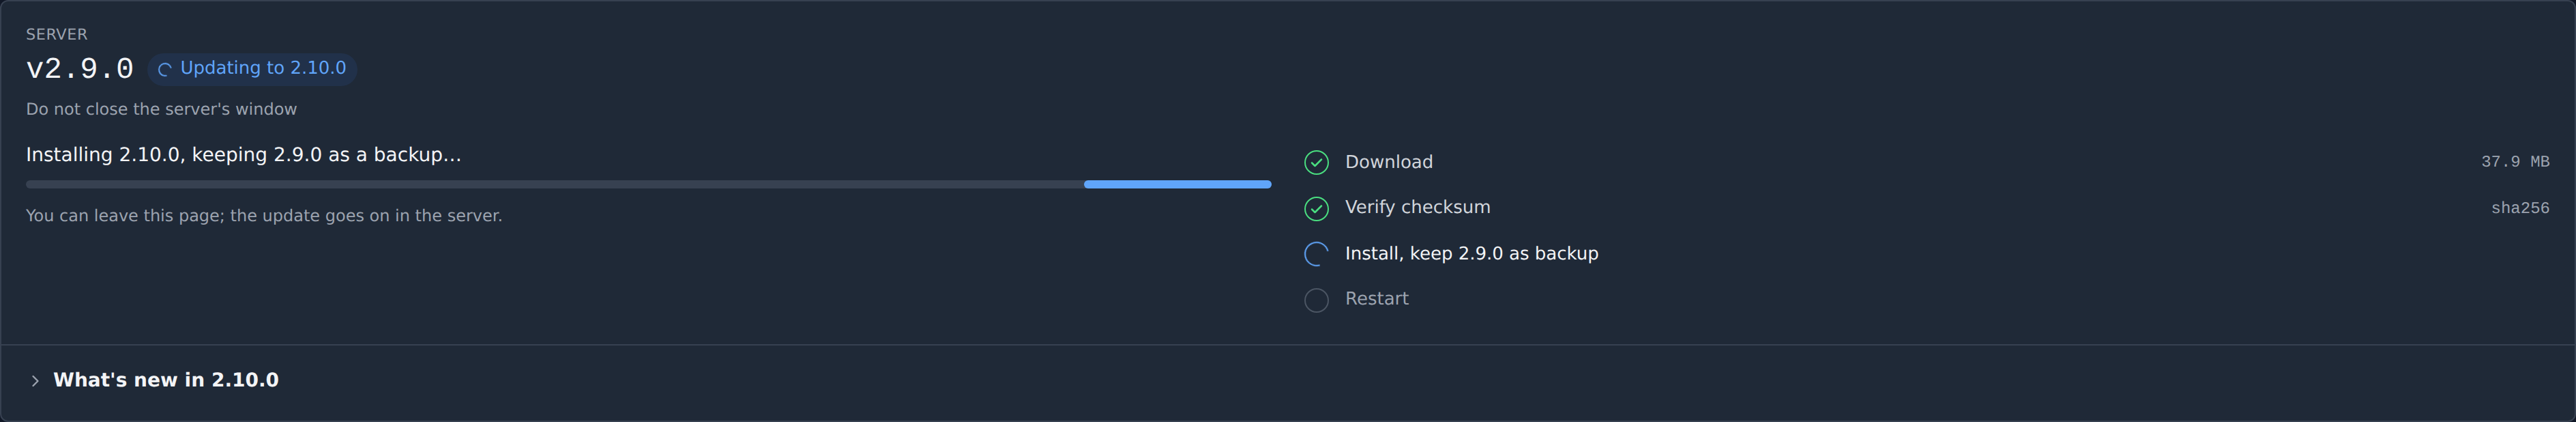 SERVER
v2.9.0 Updating to 2.10.0
Do not close the server's window
Installing 2.10.0, keeping 2.9.0 as a backup…
You can leave this page; the update goes on in the server.
Download 37.9 MB
Verify checksum sha256
Install, keep 2.9.0 as backup
Restart
What's new in 2.10.0